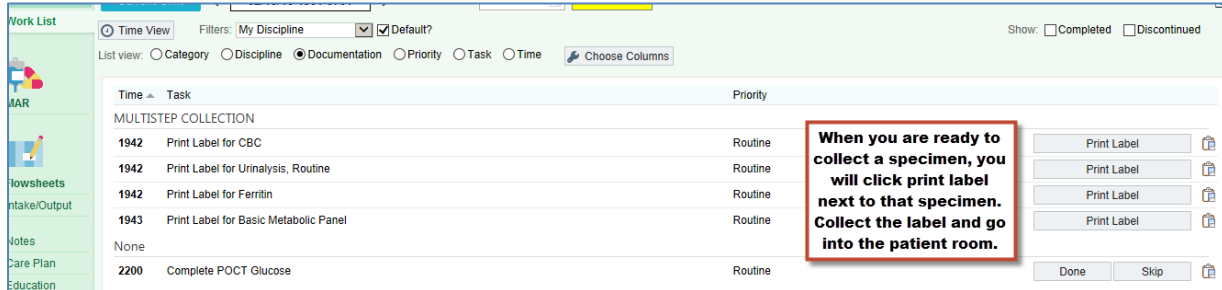 Work List
Time View Filters: My Discipline Default? Show: Completed Discontinued
List view: Category Discipline Documentation Priority Task Time Choose Columns
MAR
Time Task Priority
MULTISTEP COLLECTION
1942 Print Label for CBC Routine Print Label
1942 Print Label for Urinalysis, Routine Routine Print Label
1942 Print Label for Ferritin Routine Print Label
1943 Print Label for Basic Metabolic Panel Routine Print Label
None
2200 Complete POCT Glucose Routine Done Skip
When you are ready to
collect a specimen, you
will click print label
next to that specimen.
Collect the label and go
into the patient room.
Flowsheets
Intake/Output
Notes
Care Plan
Education